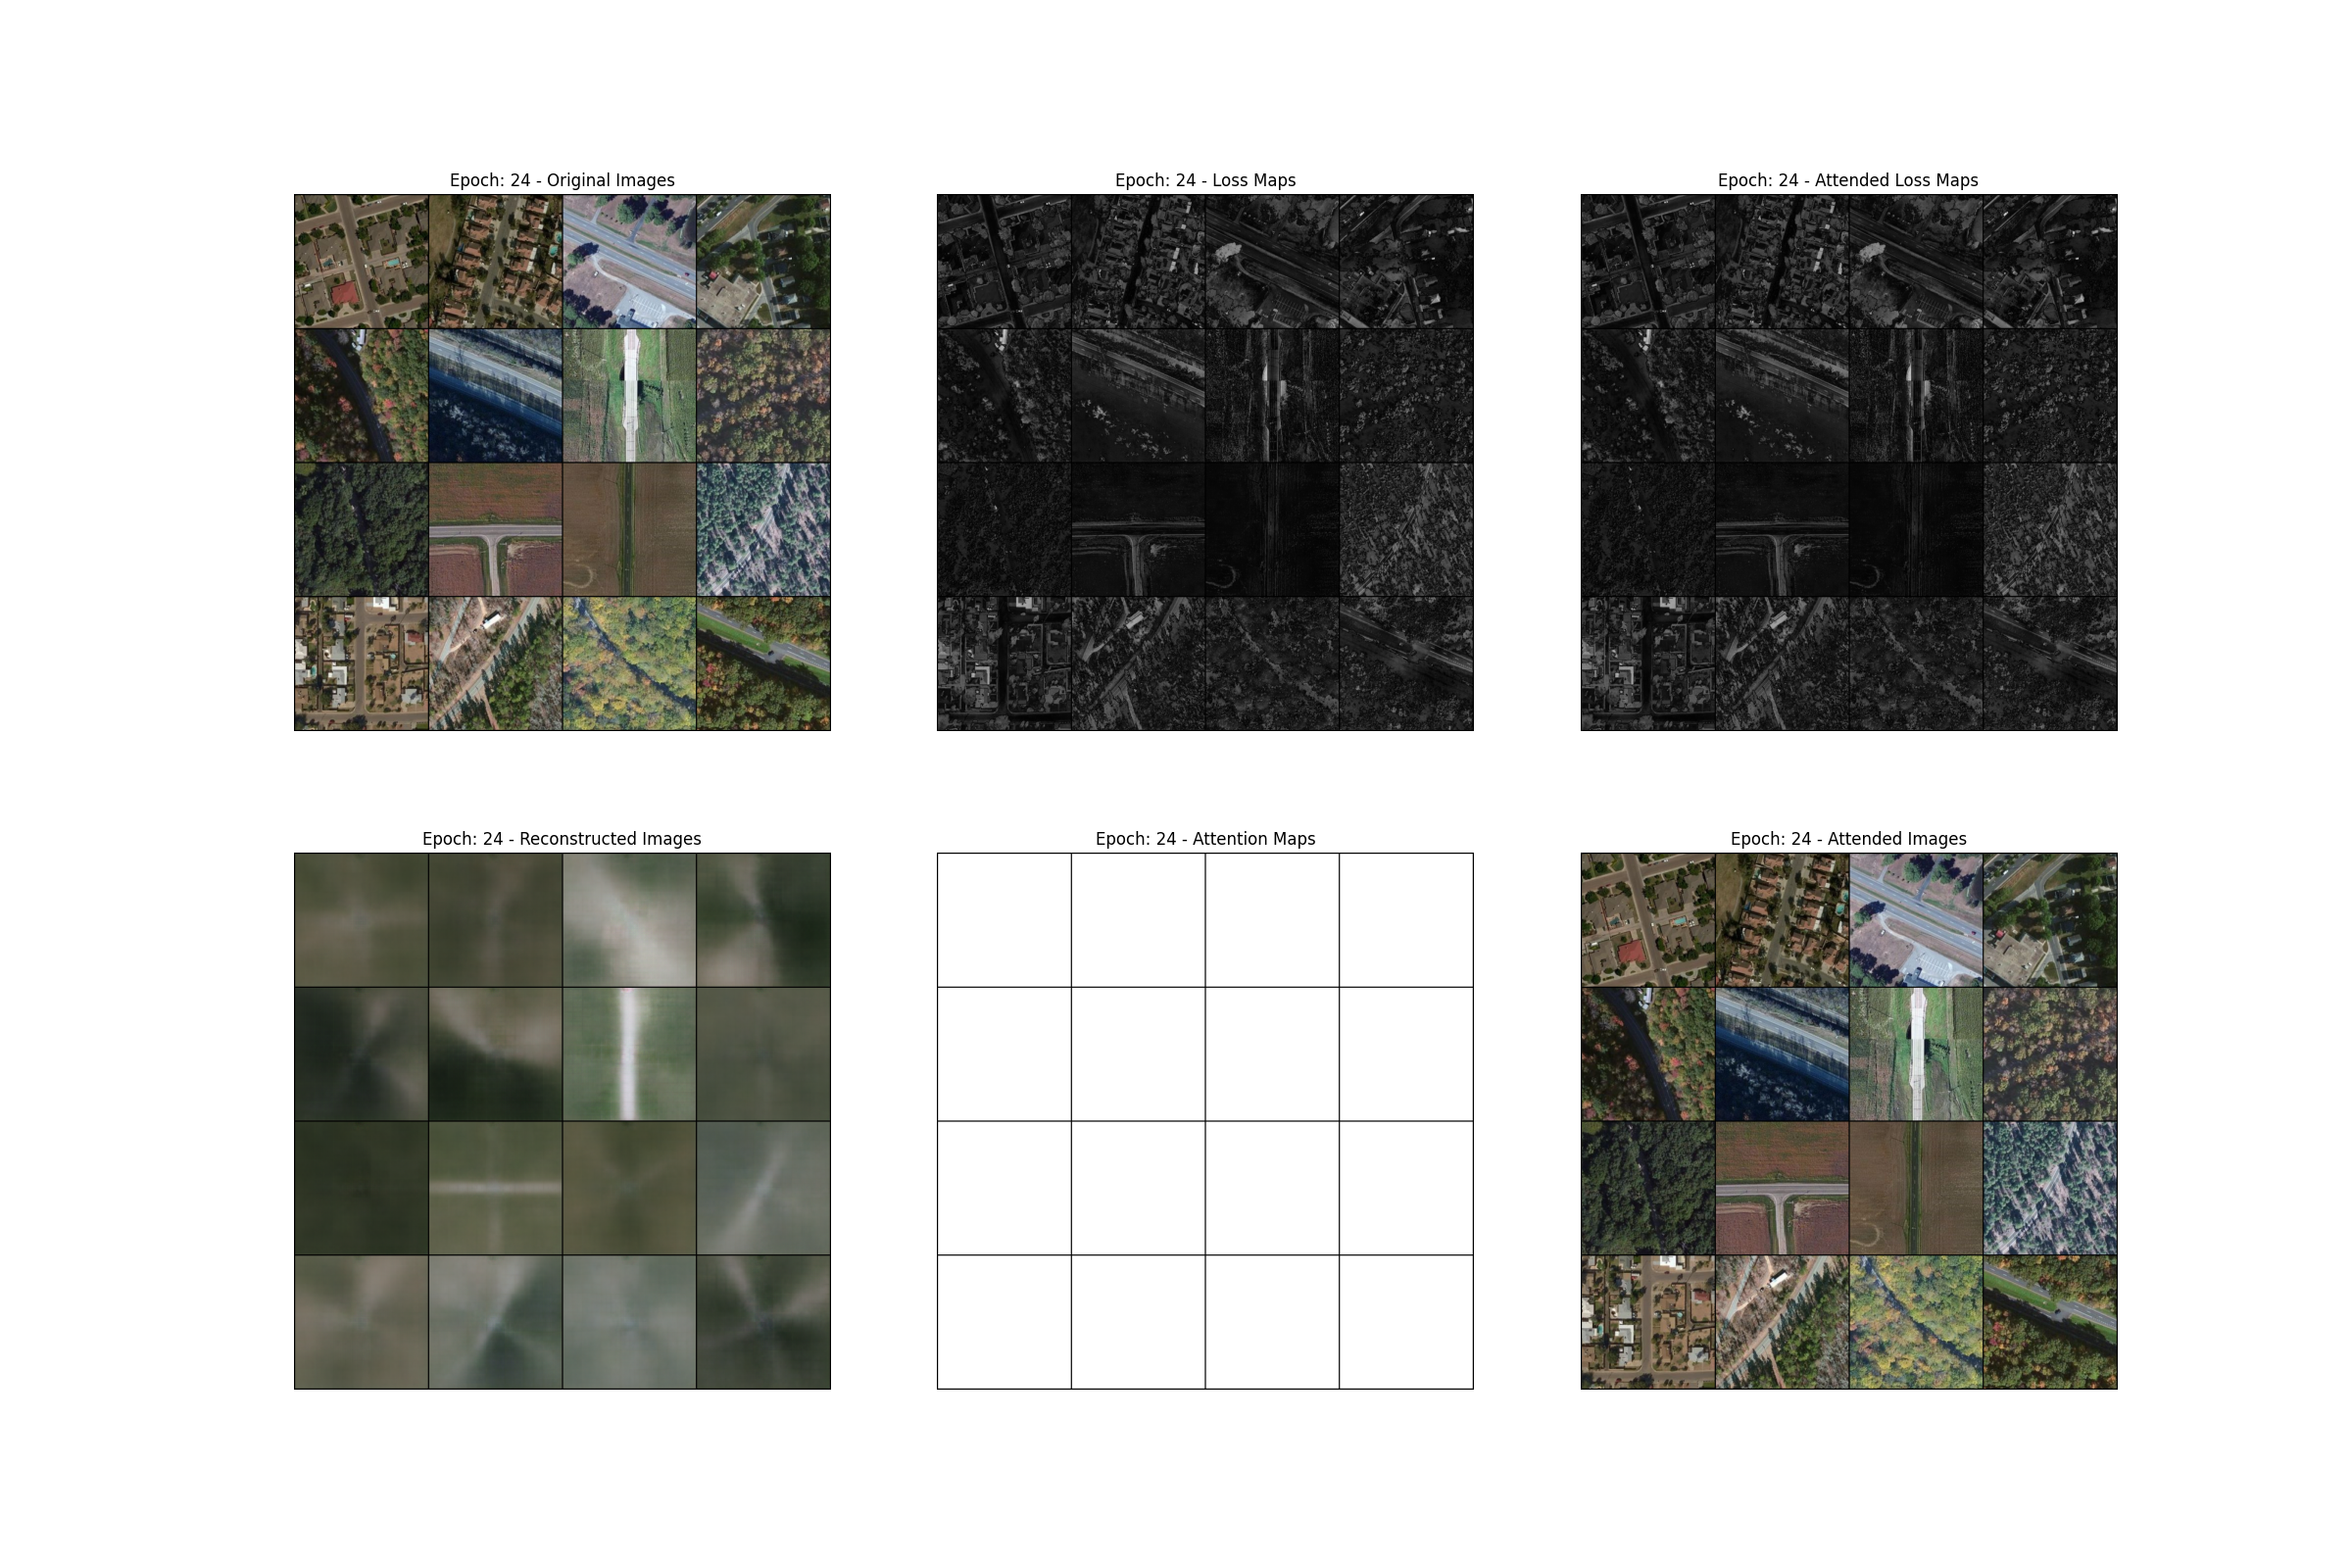 Epoch: 24 - Original Images
Epoch: 24 - Loss Maps
Epoch: 24 - Attended Loss Maps
Epoch: 24 - Reconstructed Images
Epoch: 24 - Attention Maps
Epoch: 24 - Attended Images